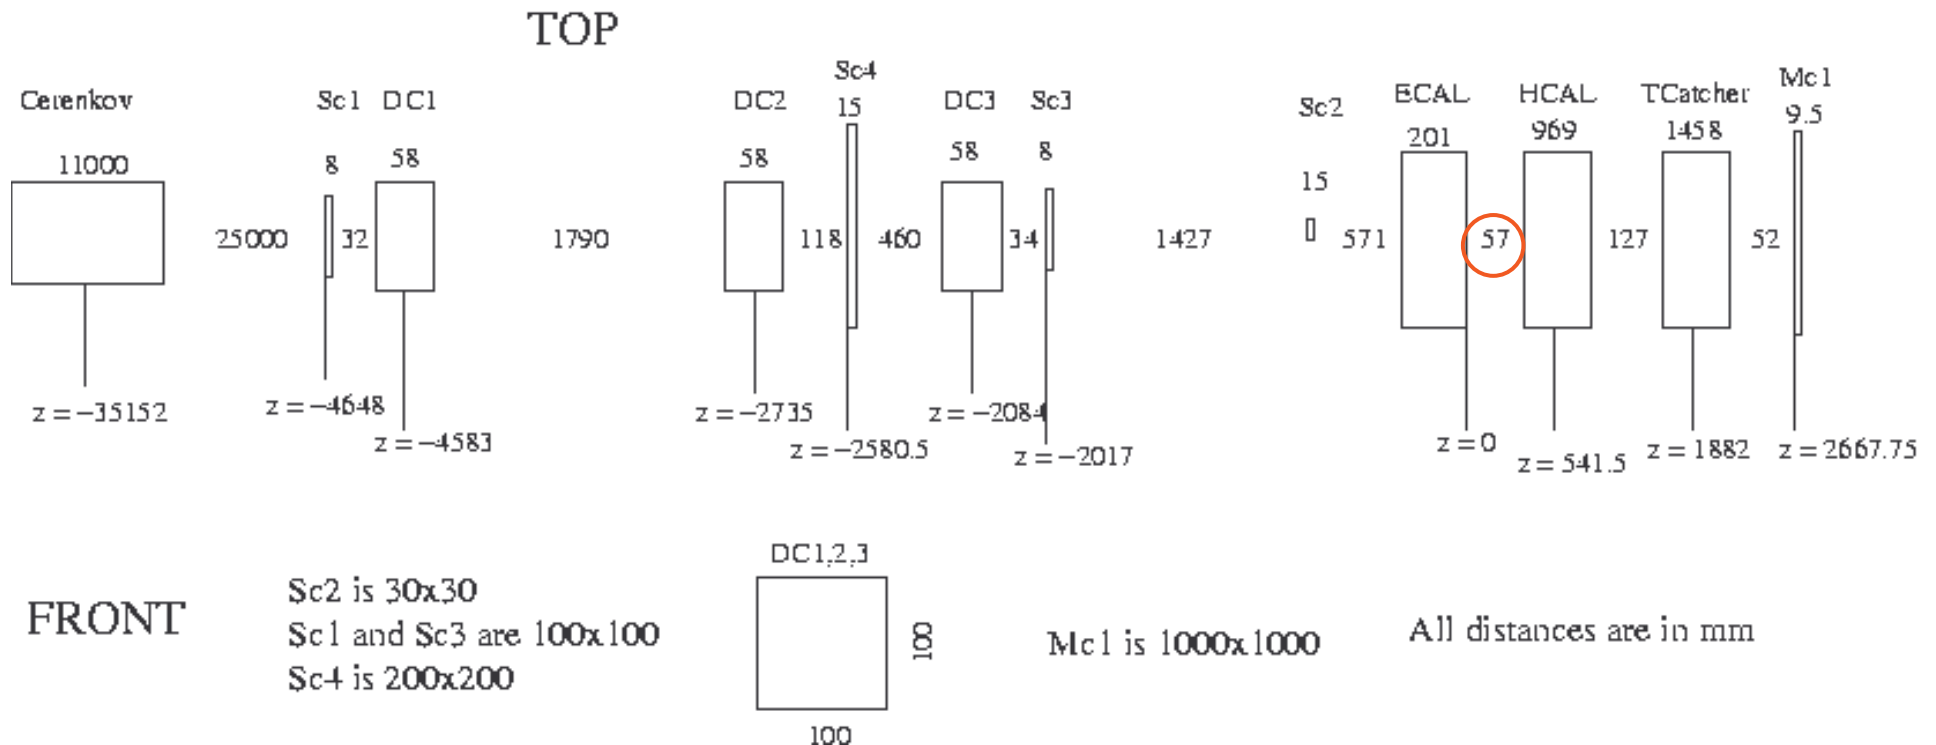 TOP
Cerenkov Sc1 DC1 DC2 Sc4 DC3 Sc3 Sc2 ECAL HCAL TCatcher Mc1
11000 8 58 58 15 58 8 15 201 969 1458 9.5
25000 32 1790 118 460 34 1427 571 57 127 52
z = −35152 z = −4648 z = −4583 z = −2735 z = −2580.5 z = −2084 z = −2017 z = 0 z = 541.5 z = 1882 z = 2667.75
FRONT
Sc2 is 30x30
Sc1 and Sc3 are 100x100
Sc4 is 200x200
DC1,2,3
100
100
Mc1 is 1000x1000
All distances are in mm